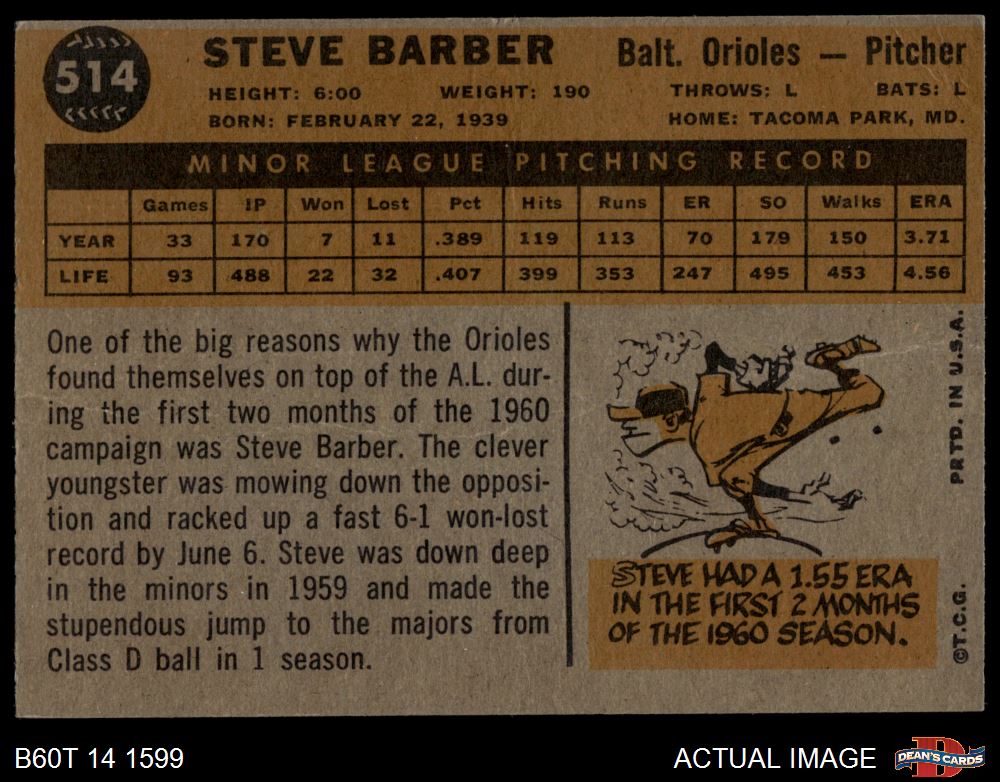 514
STEVE BARBER
Balt. Orioles — Pitcher
HEIGHT: 6:00 WEIGHT: 190 THROWS: L BATS: L
BORN: FEBRUARY 22, 1939 HOME: TACOMA PARK, MD.
MINOR LEAGUE PITCHING RECORD
Games IP Won Lost Pct Hits Runs ER SO Walks ERA
YEAR 33 170 7 11 .389 119 113 70 179 150 3.71
LIFE 93 488 22 32 .407 399 353 247 495 453 4.56
One of the big reasons why the Orioles
found themselves on top of the A.L. dur-
ing the first two months of the 1960
campaign was Steve Barber. The clever
youngster was mowing down the opposi-
tion and racked up a fast 6-1 won-lost
record by June 6. Steve was down deep
in the minors in 1959 and made the
stupendous jump to the majors from
Class D ball in 1 season.
STEVE HAD A 1.55 ERA
IN THE FIRST 2 MONTHS
OF THE 1960 SEASON.
©T.C.G. PRTD. IN U.S.A.
B60T 14 1599
ACTUAL IMAGE
D
DEAN'S CARDS